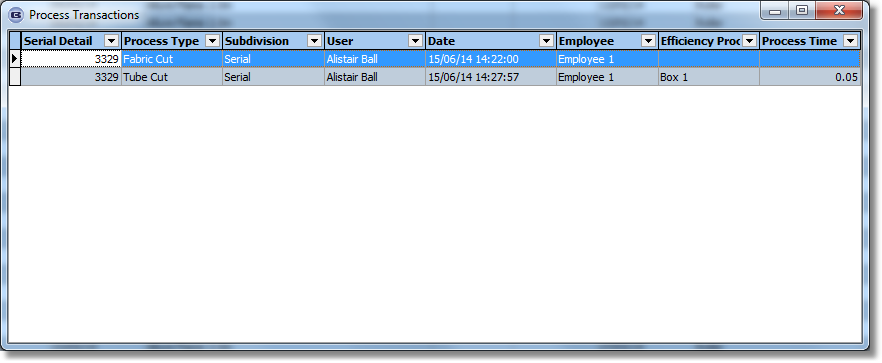 Process Transactions
Serial Detail Process Type Subdivision User Date Employee Efficiency Proc Process Time
3329 Fabric Cut Serial Alistair Ball 15/06/14 14:22:00 Employee 1
3329 Tube Cut Serial Alistair Ball 15/06/14 14:27:57 Employee 1 Box 1 0.05